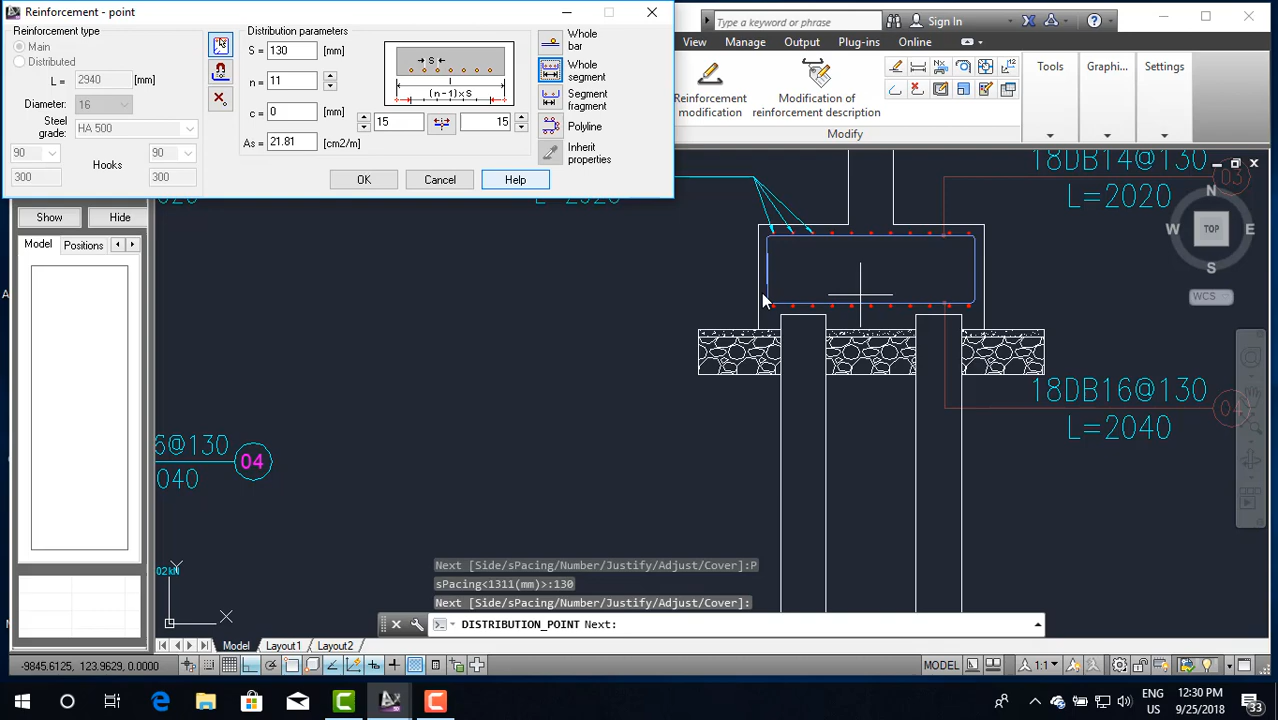 Reinforcement - point
Type a keyword or phrase
Sign In
Reinforcement type
Main
Distributed
L = 2940 [mm]
Diameter: 16
Steel grade: HA 500
90 Hooks 90
300 300
Distribution parameters
S = 130 [mm]
n = 11
c = 0 [mm]
As = 21.81 [cm2/m]
S
l
(n-1)×S
15 15
Whole bar
Whole segment
Segment fragment
Polyline
Inherit properties
OK Cancel Help
View Manage Output Plug-ins Online
Reinforcement modification
Modification of reinforcement description
Modify
Tools
Graphi...
Settings
Show Hide
Model Positions
18DB14@130
03
L=2020
N
W TOP E
S
WCS
18DB16@130
04
L=2040
6@130
04
040
02kN
Y
X
Next [Side/sPacing/Number/Justify/Adjust/Cover]:P
sPacing<1311(mm)>:130
Next [Side/sPacing/Number/Justify/Adjust/Cover]:
DISTRIBUTION_POINT Next:
Model Layout1 Layout2
-9845.6125, 123.9629, 0.0000
MODEL
1:1
ENG
US
12:30 PM
9/25/2018
33